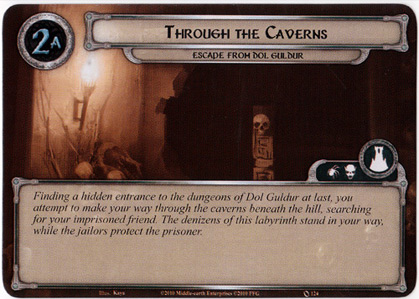 2A
THROUGH THE CAVERNS
ESCAPE FROM DOL GULDUR
Finding a hidden entrance to the dungeons of Dol Guldur at last, you
attempt to make your way through the caverns beneath the hill, searching
for your imprisoned friend. The denizens of this labyrinth stand in your way,
while the jailors protect the prisoner.
Illus. Kaya ©2010 Middle-earth Enterprises ©2010 FFG 124